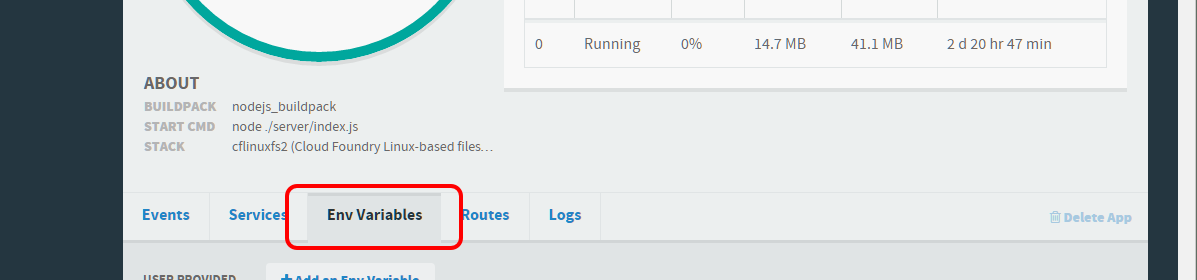 0 Running 0% 14.7 MB 41.1 MB 2 d 20 hr 47 min
ABOUT
BUILDPACK nodejs_buildpack
START CMD node ./server/index.js
STACK cflinuxfs2 (Cloud Foundry Linux-based files...
Events Services Env Variables Routes Logs Delete App
USER PROVIDED + Add an Env Variable